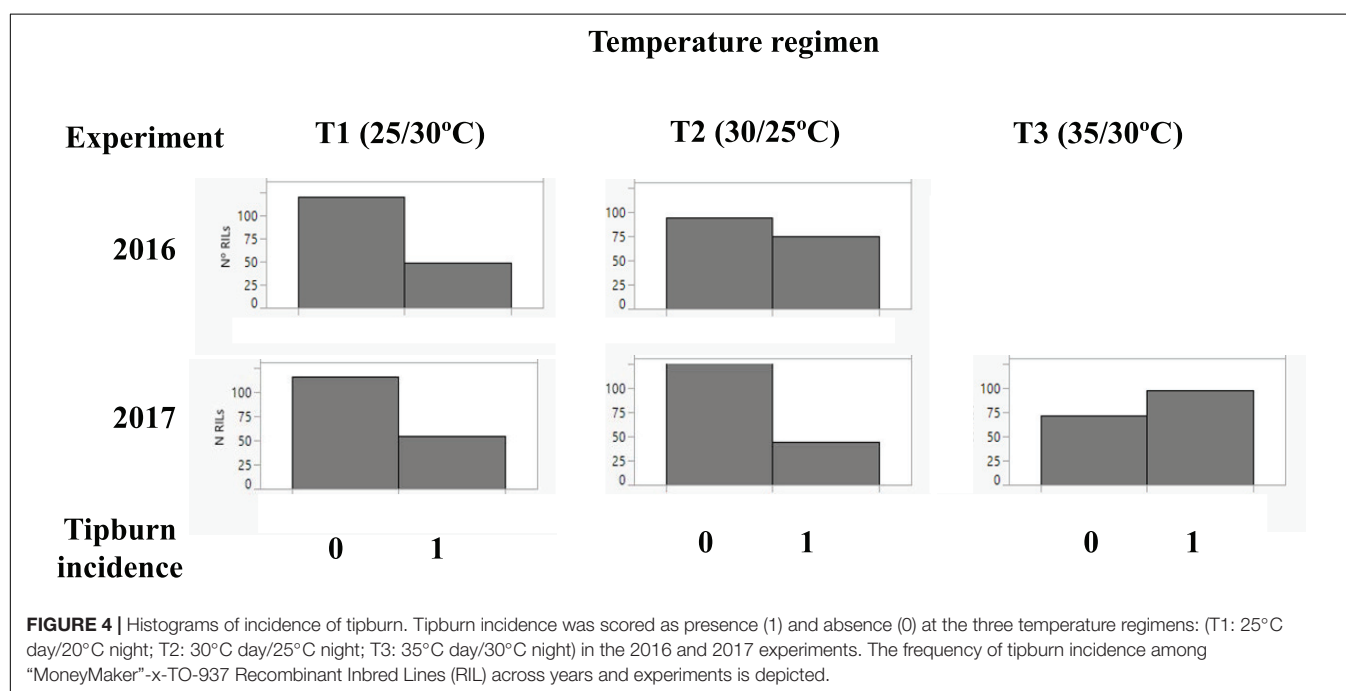 Temperature regimen
Experiment
T1 (25/30ºC)
T2 (30/25ºC)
T3 (35/30ºC)
2016
Nº RILs
100
75
50
25
0
100
75
50
25
0
2017
N RILs
100
75
50
25
0
100
75
50
25
0
100
75
50
25
0
Tipburn
incidence
0 1
0 1
0 1
FIGURE 4 | Histograms of incidence of tipburn. Tipburn incidence was scored as presence (1) and absence (0) at the three temperature regimens: (T1: 25°C
day/20°C night; T2: 30°C day/25°C night; T3: 35°C day/30°C night) in the 2016 and 2017 experiments. The frequency of tipburn incidence among
“MoneyMaker”-x-TO-937 Recombinant Inbred Lines (RIL) across years and experiments is depicted.